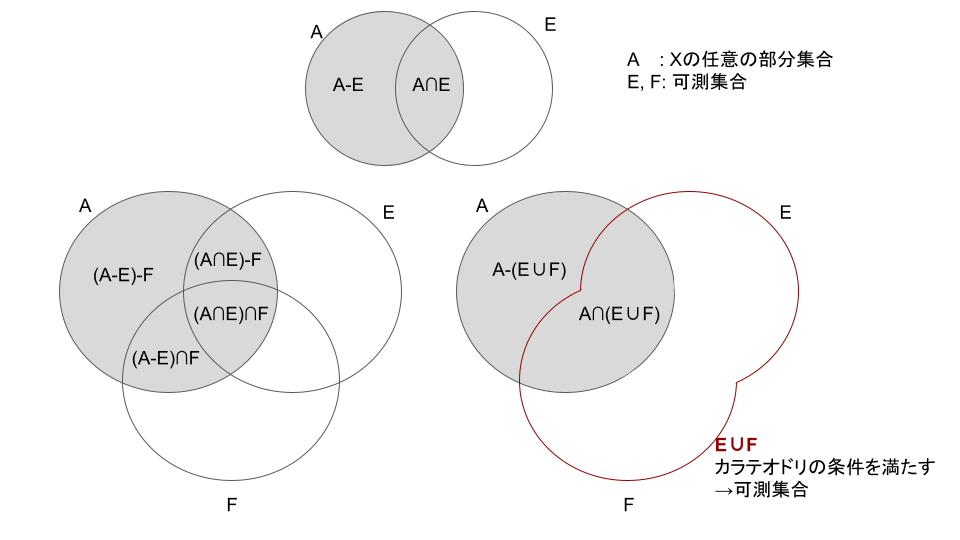 A
E
A-E
A∩E
A : Xの任意の部分集合
E, F: 可測集合
A
E
(A-E)-F
(A∩E)-F
(A∩E)∩F
(A-E)∩F
F
A
E
A-(E∪F)
A∩(E∪F)
E∪F
カラテオドリの条件を満たす
→可測集合
F